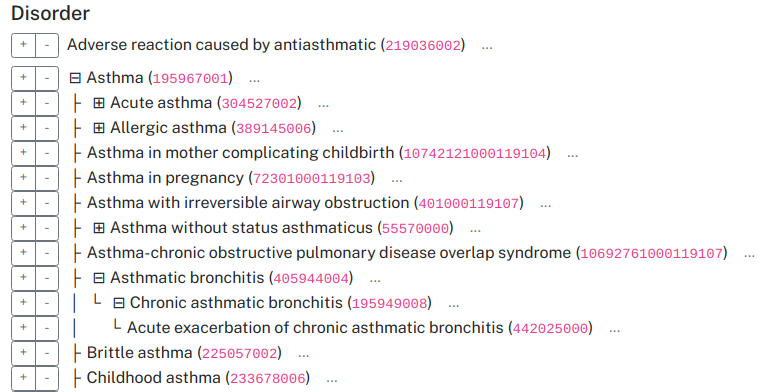 Disorder
+ - Adverse reaction caused by antiasthmatic (219036002) ...
+ - ⊟ Asthma (195967001) ...
+ - ├ ⊞ Acute asthma (304527002) ...
+ - ├ ⊞ Allergic asthma (389145006) ...
+ - ├ Asthma in mother complicating childbirth (10742121000119104) ...
+ - ├ Asthma in pregnancy (72301000119103) ...
+ - ├ Asthma with irreversible airway obstruction (401000119107) ...
+ - ├ ⊞ Asthma without status asthmaticus (55570000) ...
+ - ├ Asthma-chronic obstructive pulmonary disease overlap syndrome (10692761000119107) ...
+ - ├ ⊟ Asthmatic bronchitis (405944004) ...
+ - │ └ ⊟ Chronic asthmatic bronchitis (195949008) ...
+ - │ └ Acute exacerbation of chronic asthmatic bronchitis (442025000) ...
+ - ├ Brittle asthma (225057002) ...
+ - ├ Childhood asthma (233678006) ...